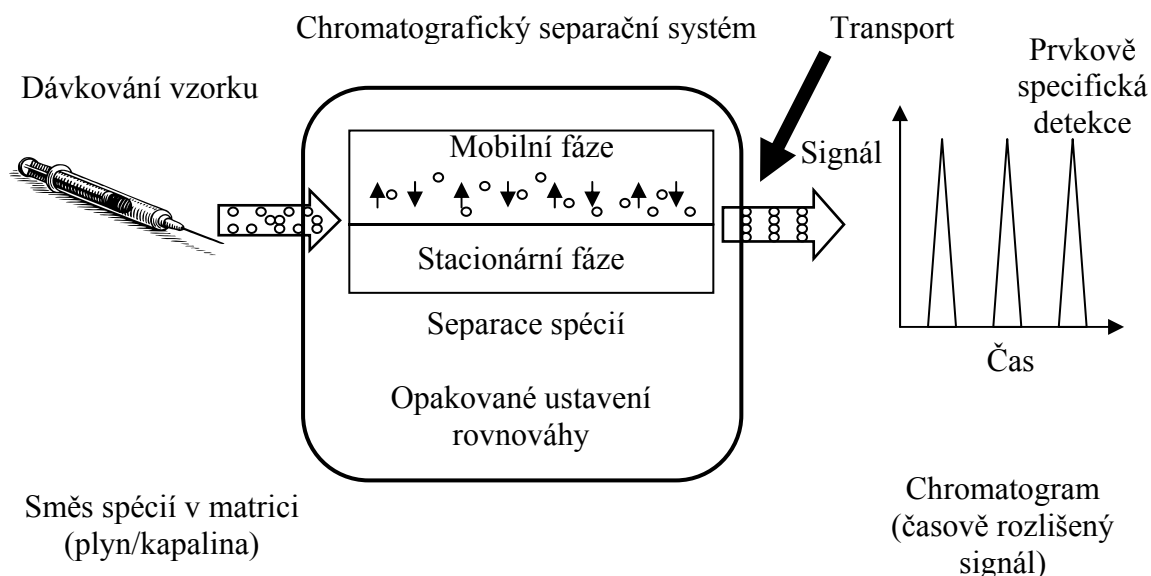 Chromatografický separační systém
Transport
Dávkování vzorku
Prvkově
specifická
detekce
Mobilní fáze
Signál
Stacionární fáze
Separace spécií
Čas
Opakované ustavení
rovnováhy
Směs spécií v matrici
(plyn/kapalina)
Chromatogram
(časově rozlišený
signál)